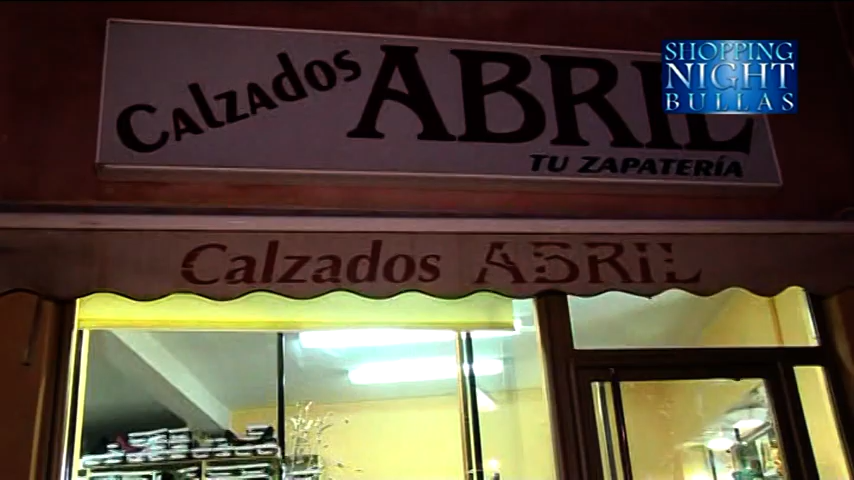 Calzados ABRIL
TU ZAPATERÍA
SHOPPING
NIGHT
BULLAS
Calzados ABRIL